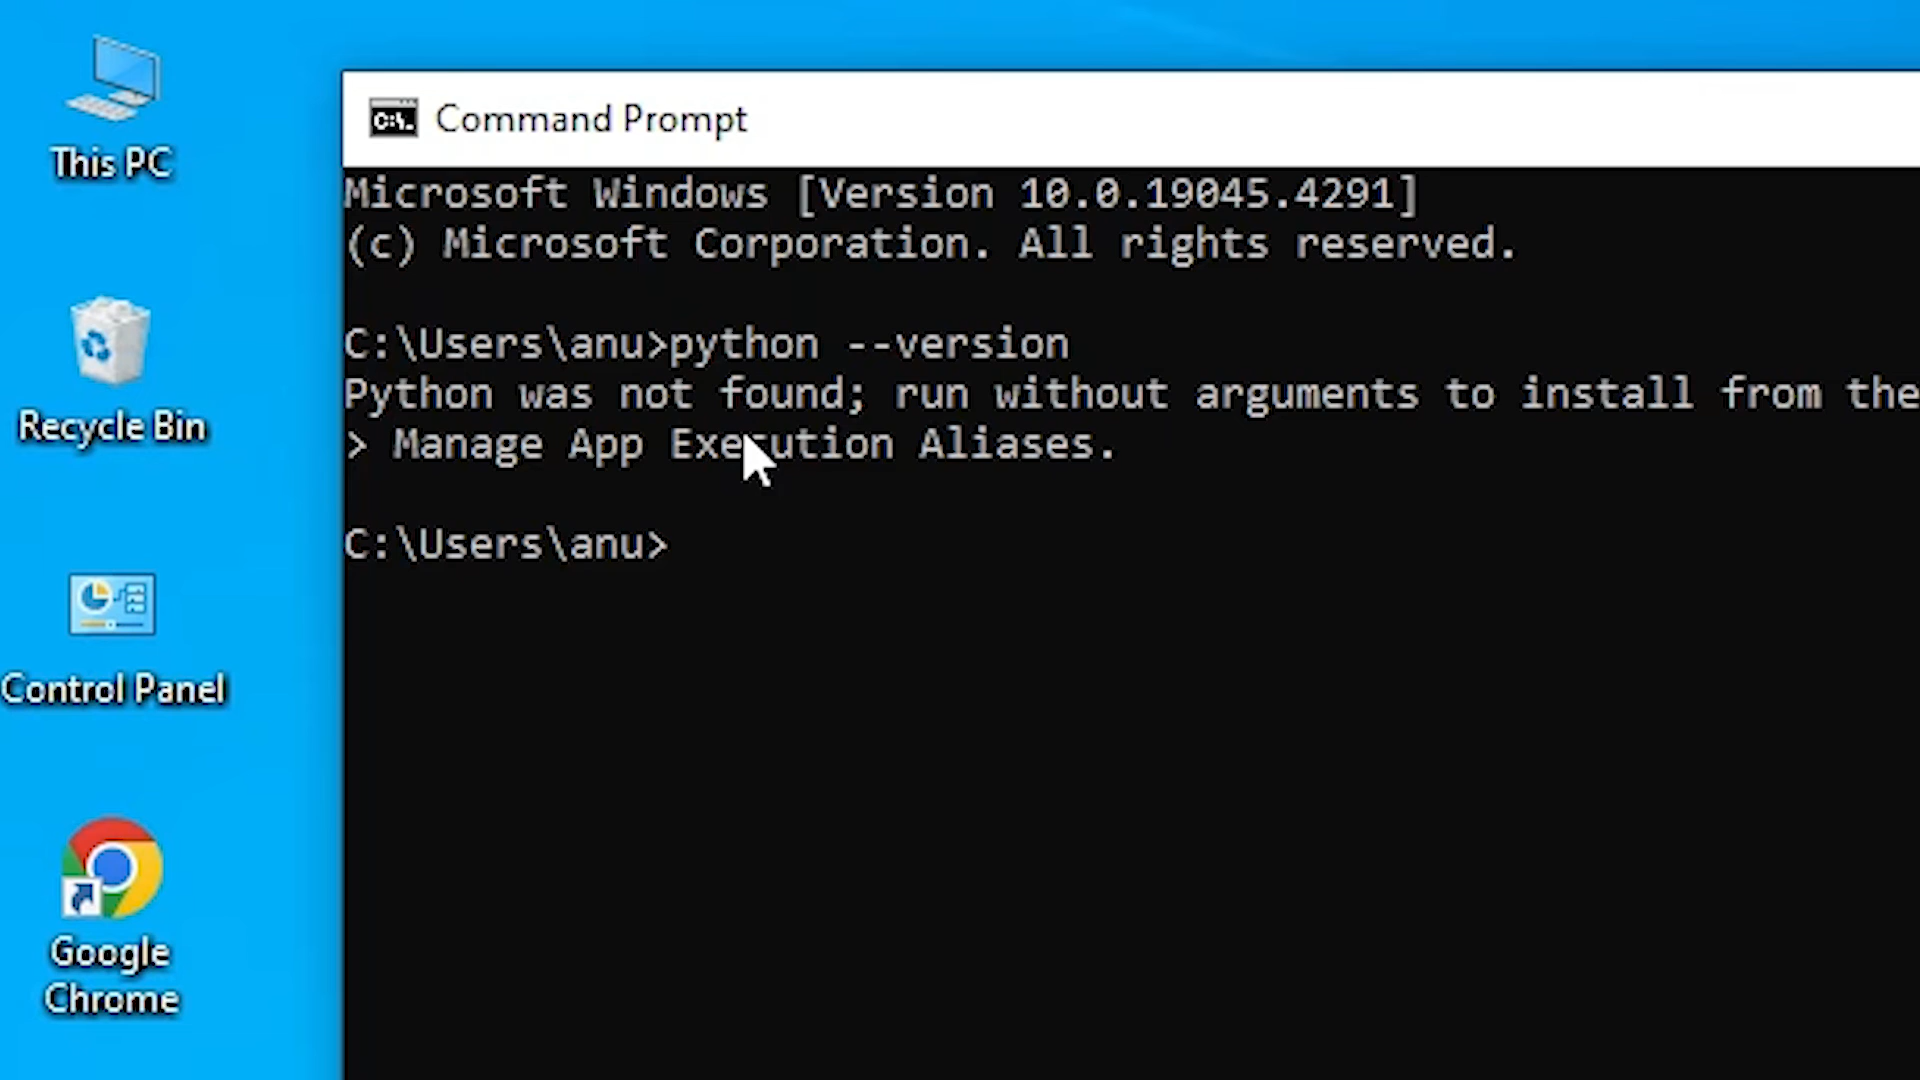 This PC
Recycle Bin
Control Panel
Google
Chrome
C:\.
Command Prompt
Microsoft Windows [Version 10.0.19045.4291]
(c) Microsoft Corporation. All rights reserved.
C:\Users\anu>python --version
Python was not found; run without arguments to install from the
> Manage App Execution Aliases.
C:\Users\anu>